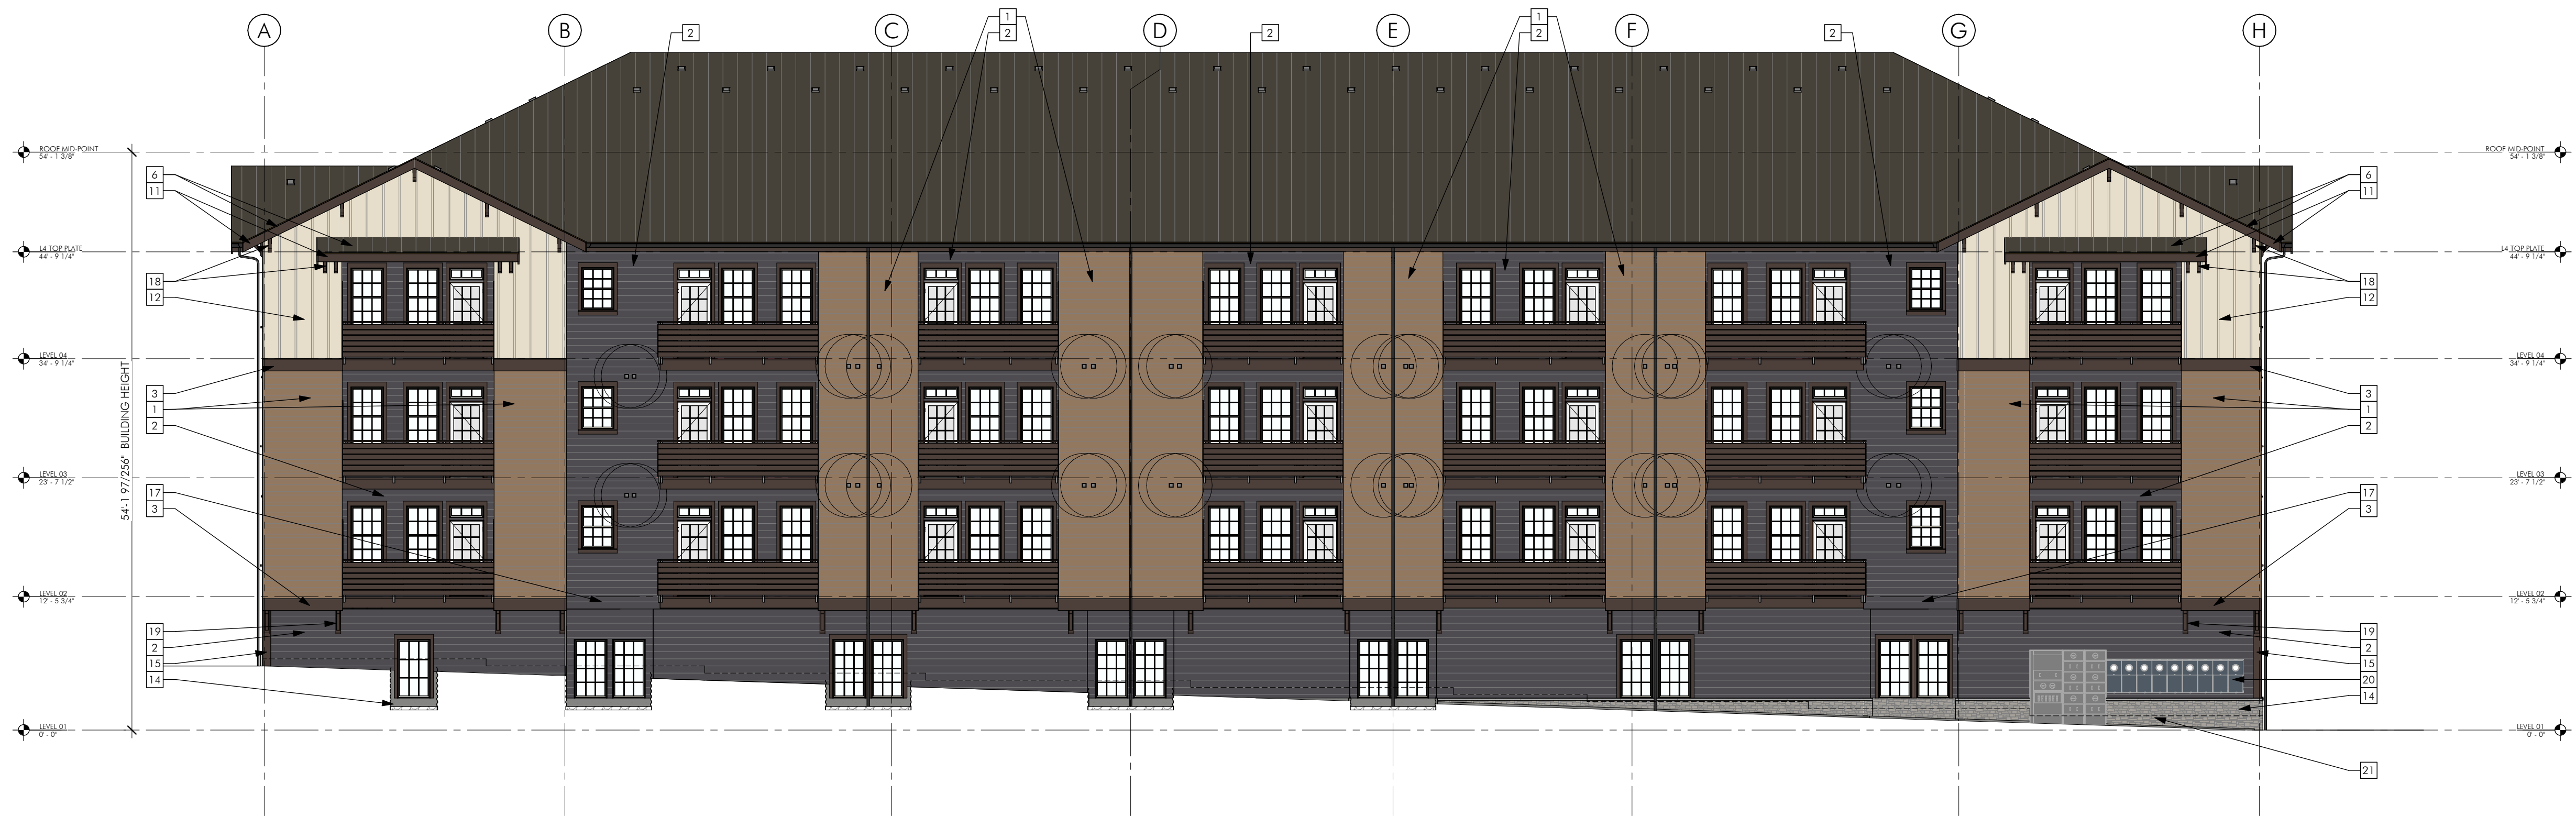 A B C D E F G H
2
1
2
2
1
2
2
ROOF MID-POINT
54' - 1 3/8"
ROOF MID-POINT
54' - 1 3/8"
6
11
6
11
L4 TOP PLATE
44' - 9 1/4"
L4 TOP PLATE
44' - 9 1/4"
18
12
18
12
LEVEL 04
34' - 9 1/4"
LEVEL 04
34' - 9 1/4"
54'-1 97/256" BUILDING HEIGHT
3
1
2
3
1
2
LEVEL 03
23' - 7 1/2"
LEVEL 03
23' - 7 1/2"
17
3
17
3
LEVEL 02
12' - 5 3/4"
LEVEL 02
12' - 5 3/4"
19
2
15
14
19
2
15
20
14
LEVEL 01
0' - 0"
LEVEL 01
0' - 0"
21